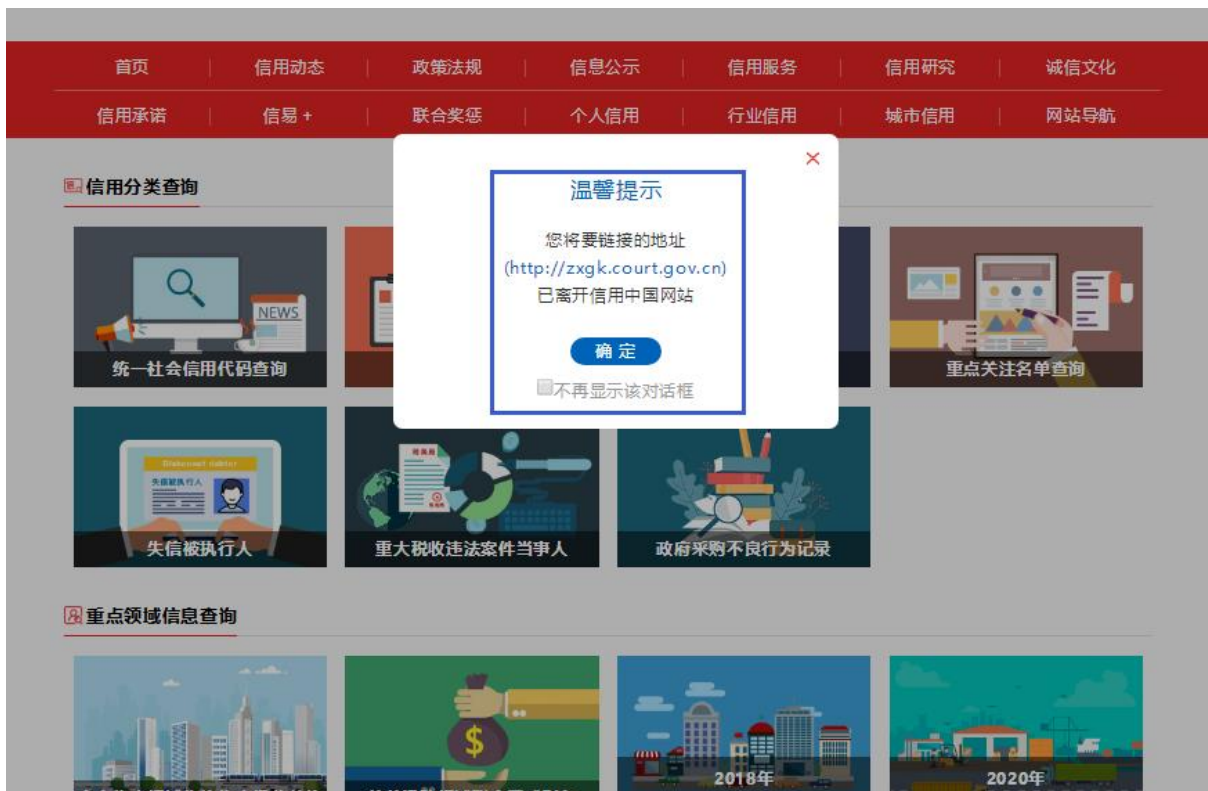 首页
信用动态
政策法规
信息公示
信用服务
信用研究
诚信文化
信用承诺
信易+
联合奖惩
个人信用
行业信用
城市信用
网站导航
信用分类查询
温馨提示
您将要链接的地址
(http://zxgk.court.gov.cn)
已离开信用中国网站
确 定
不再显示该对话框
NEWS
统一社会信用代码查询
重点关注名单查询
Dishonest debtor
失信被执行人
失信被执行人
重大税收违法案件当事人
政府采购不良行为记录
重点领域信息查询
2018年
2020年